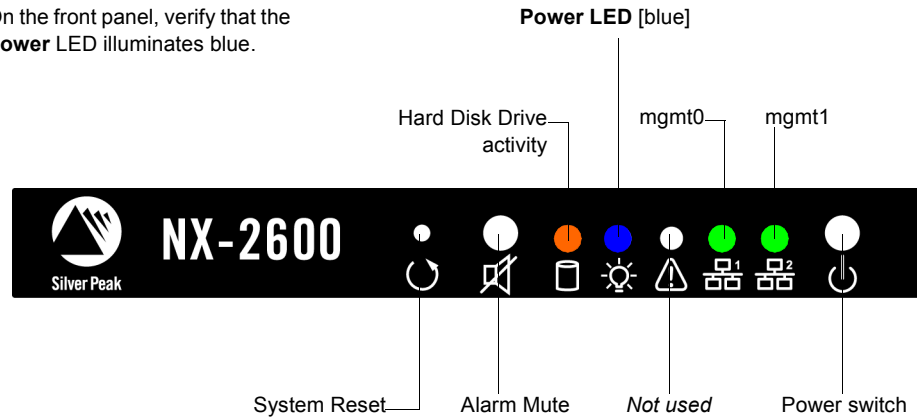 On the front panel, verify that the
Power LED illuminates blue.
Power LED [blue]
Hard Disk Drive
activity
mgmt0
mgmt1
Silver Peak
NX-2600
1
2
System Reset
Alarm Mute
Not used
Power switch